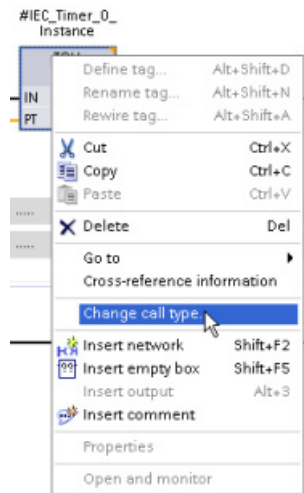 #IEC_Timer_0_
Instance
IN
PT
Define tag... Alt+Shift+D
Rename tag... Alt+Shift+N
Rewire tag... Alt+Shift+A
Cut Ctrl+X
Copy Ctrl+C
Paste Ctrl+V
Delete Del
Go to
Cross-reference information
Change call type...
Insert network Shift+F2
Insert empty box Shift+F5
Insert output Alt+3
Insert comment
Properties
Open and monitor